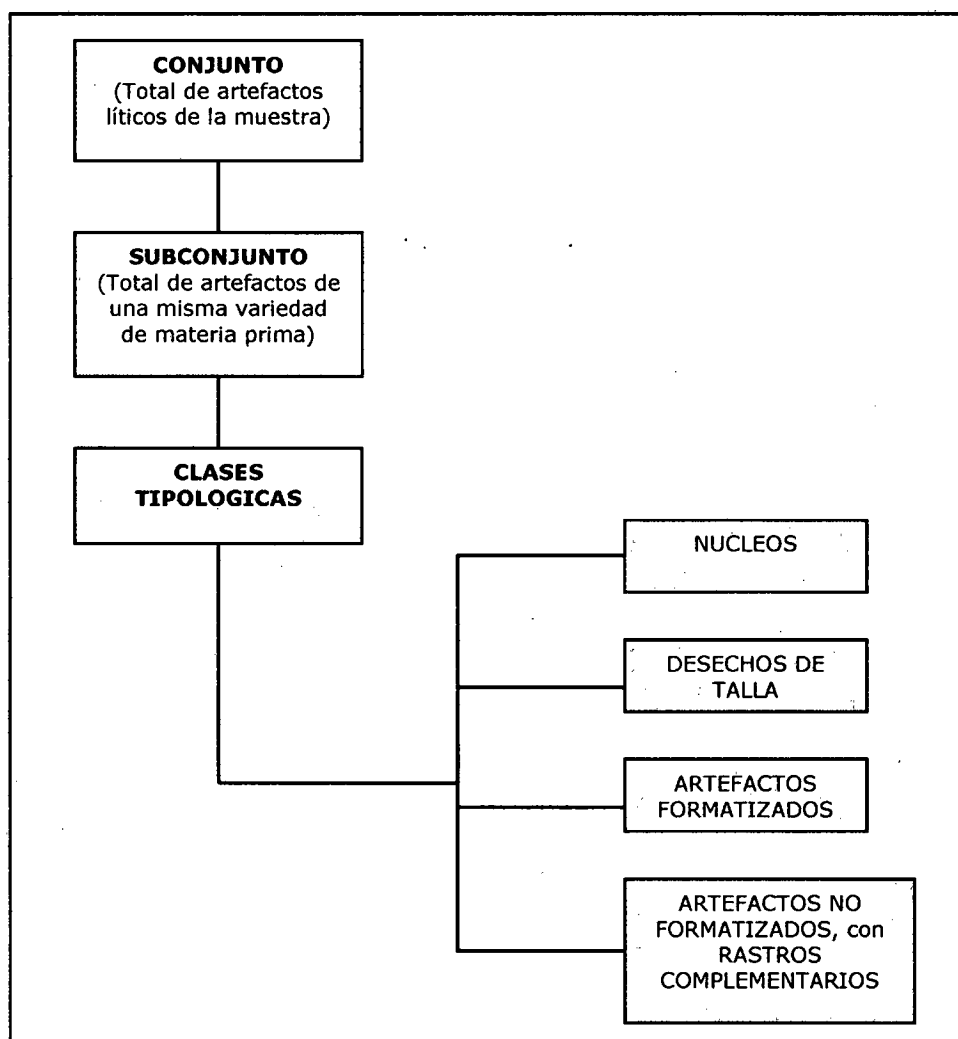 CONJUNTO
(Total de artefactos
líticos de la muestra)
SUBCONJUNTO
(Total de artefactos de
una misma variedad
de materia prima)
CLASES
TIPOLOGICAS
NUCLEOS
DESECHOS DE
TALLA
ARTEFACTOS
FORMATIZADOS
ARTEFACTOS NO
FORMATIZADOS, con
RASTROS
COMPLEMENTARIOS